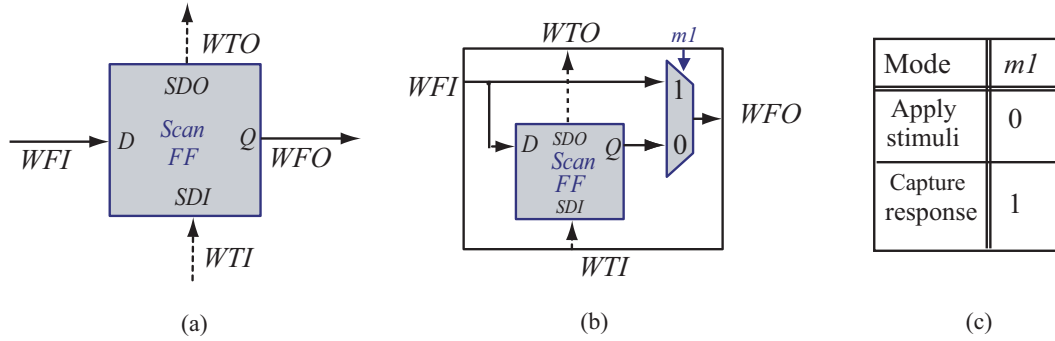 WTO
SDO
D
Scan
FF
Q
WFI
WFO
SDI
WTI
(a)
WTO
m1
WFI
1
WFO
D
SDO
Q
0
Scan
FF
SDI
WTI
(b)
Mode m1
Apply
stimuli
0
Capture
response
1
(c)